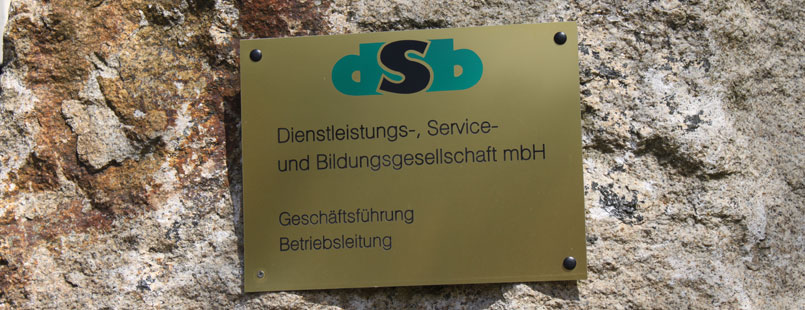 dsb
Dienstleistungs-, Service-
und Bildungsgesellschaft mbH
Geschäftsführung
Betriebsleitung